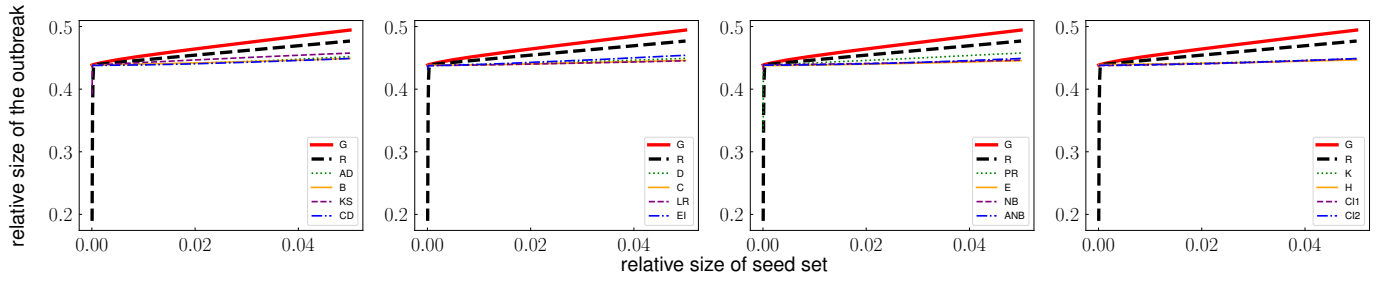 relative size of the outbreak
0.5
0.4
0.3
0.2
0.00
0.02
0.04
G
R
AD
B
KS
CD
0.5
0.4
0.3
0.2
0.00
0.02
0.04
G
R
D
C
LR
EI
0.5
0.4
0.3
0.2
0.00
0.02
0.04
G
R
PR
E
NB
ANB
0.5
0.4
0.3
0.2
0.00
0.02
0.04
G
R
K
H
CI1
CI2
relative size of seed set